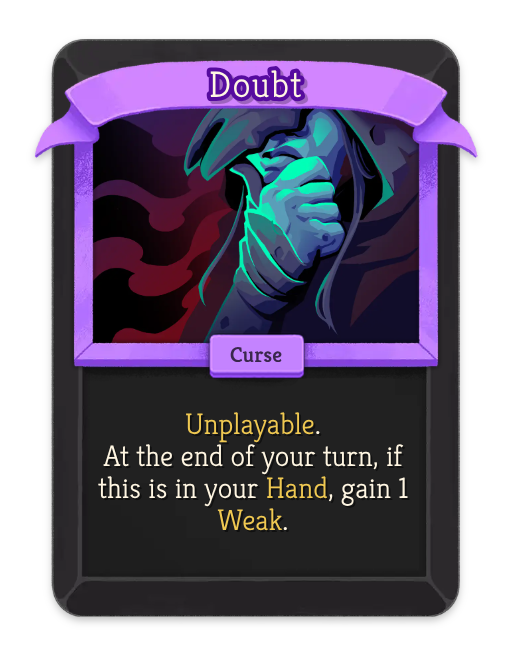 Doubt
Curse
Unplayable.
At the end of your turn, if
this is in your Hand, gain 1
Weak.